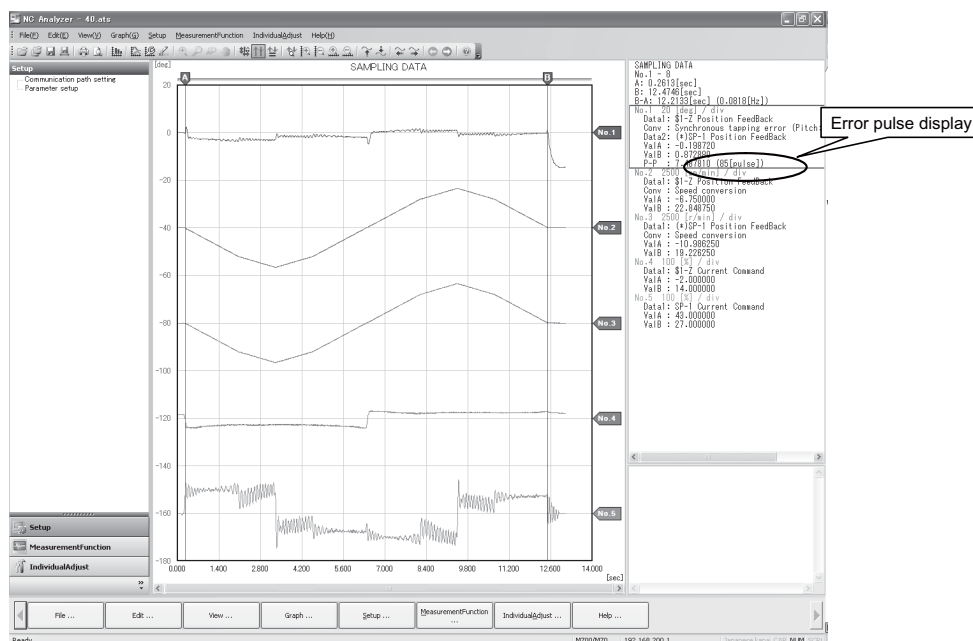 NC Analyzer - 40.ats
File(F) Edit(E) View(V) Graph(G) Setup MeasurementFunction IndividualAdjust Help(H)
Setup
Communication path setting
Parameter setup
[deg]
SAMPLING DATA
A
B
20
0
-20
-40
-60
-80
-100
-120
-140
-160
-180
0.000 1.400 2.800 4.200 5.600 7.000 8.400 9.800 11.200 12.600 14.000
[sec]
No.1
No.2
No.3
No.4
No.5
SAMPLING DATA
No.1 - 8
A: 0.2613[sec]
B: 12.4746[sec]
B-A: 12.2133[sec] (0.0818[Hz])
No.1 20 [deg] / div
Data1: $1-Z Position FeedBack
Conv : Synchronous tapping error (Pitch:
Data2: (*)SP-1 Position FeedBack
ValA : -0.198720
ValB : 0.872890
(85[pulse])
No.2 2500 [r/min] / div
Data1: $1-Z Position FeedBack
Conv : Speed conversion
ValA : -6.750000
ValB : 22.848750
No.3 2500 [r/min] / div
Data1: (*)SP-1 Position FeedBack
Conv : Speed conversion
ValA : -10.986250
ValB : 19.226250
No.4 100 [%] / div
Data1: $1-Z Current Command
ValA : -2.000000
ValB : 14.000000
No.5 100 [%] / div
Data1: SP-1 Current Command
ValA : 43.000000
ValB : 27.000000
Error pulse display
Setup
MeasurementFunction
IndividualAdjust
File ... Edit ... View ... Graph ... Setup ... MeasurementFunction ... IndividualAdjust ... Help ...
Ready
M700/M70 192.168.200.1 CAP NUM SCRL